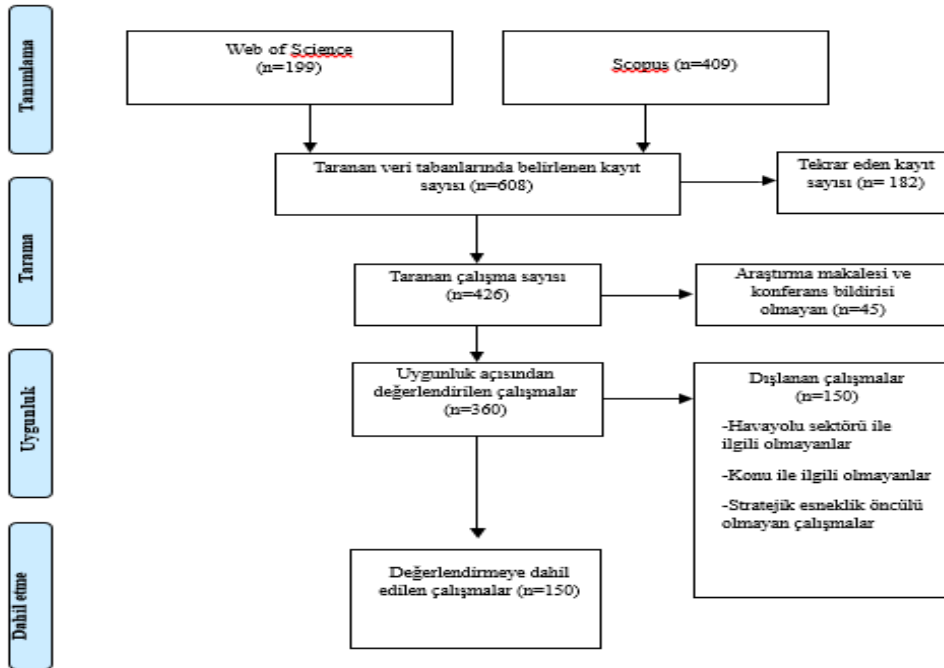 Tanımlama
Web of Science
(n=199)
Scopus (n=409)
Taranan veri tabanlarında belirlenen kayıt
sayısı (n=608)
Tekrar eden kayıt
sayısı (n= 182)
Tarama
Taranan çalışma sayısı
(n=426)
Araştırma makalesi ve
konferans bildirisi
olmayan (n=45)
Uygunluk
Uygunluk açısından
değerlendirilen çalışmalar
(n=360)
Dışlanan çalışmalar
(n=150)
-Havayolu sektörü ile
ilgili olmayanlar
-Konu ile ilgili olmayanlar
-Stratejik esneklik öncülü
olmayan çalışmalar
Dahil etme
Değerlendirmeye dahil
edilen çalışmalar (n=150)